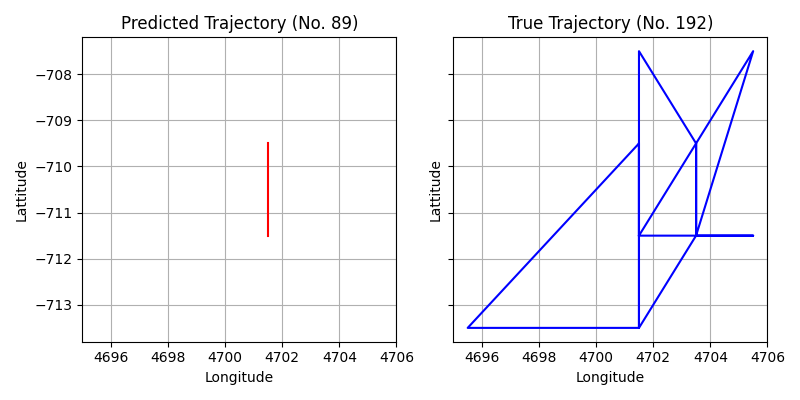 Predicted Trajectory (No. 89)
True Trajectory (No. 192)
Lattitude
−708
−709
−710
−711
−712
−713
4696 4698 4700 4702 4704 4706
Longitude
Lattitude
4696 4698 4700 4702 4704 4706
Longitude